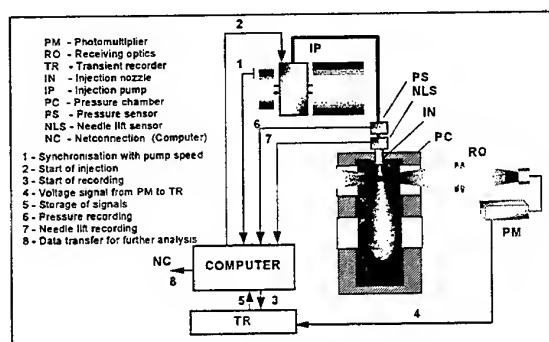 PM - Photomultiplier
RO - Receiving optics
TR - Transient recorder
IN - Injection nozzle
IP - Injection pump
PC - Pressure chamber
PS - Pressure sensor
NLS - Needle lift sensor
NC - Netconnection (Computer)
1 - Synchronisation with pump speed
2 - Start of injection
3 - Start of recording
4 - Voltage signal from PM to TR
5 - Storage of signals
6 - Pressure recording
7 - Needle lift recording
8 - Data transfer for further analysis
2
IP
1
PS
NLS
IN
6
7
PC
RO
PM
NC
8
COMPUTER
5
3
4
TR